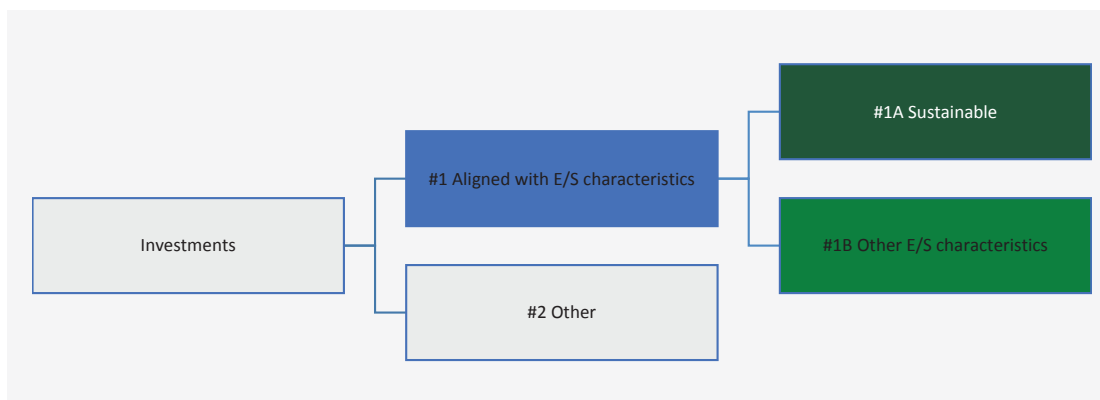 Investments
#1 Aligned with E/S characteristics
#2 Other
#1A Sustainable
#1B Other E/S characteristics